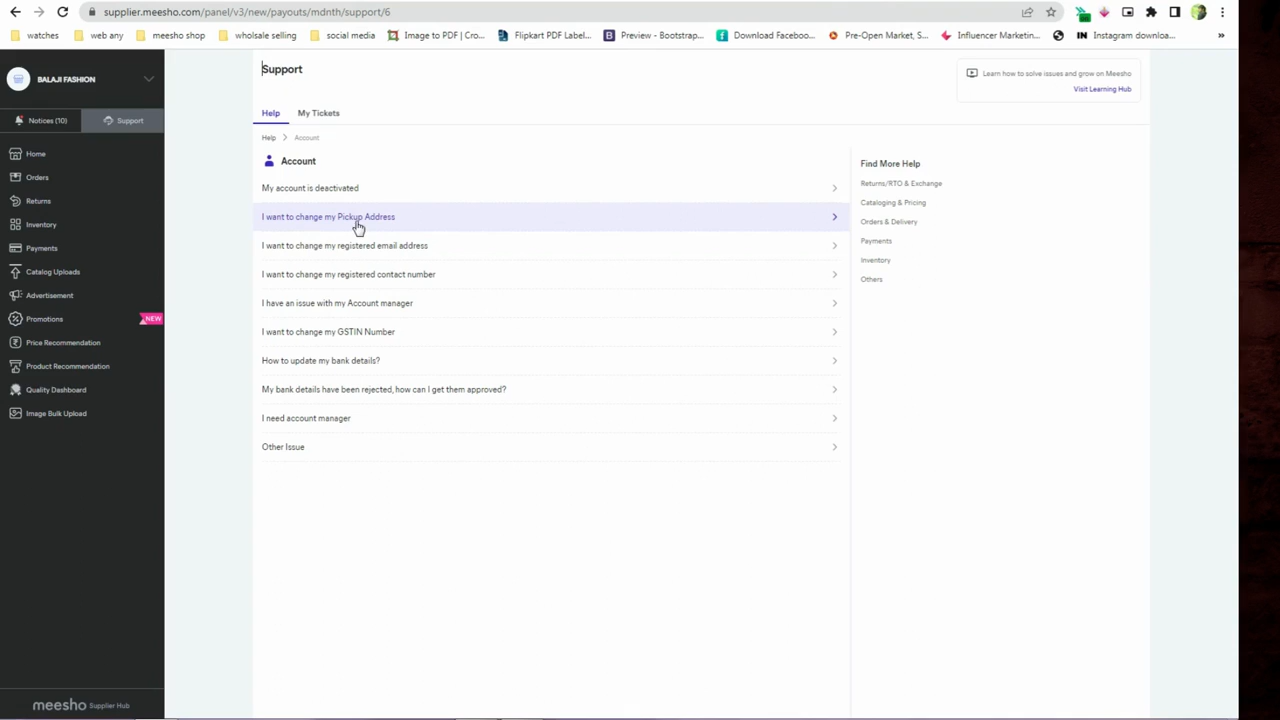 supplier.meesho.com/panel/v3/new/payouts/mdnth/support/6
watches
web any
meesho shop
wholsale selling
social media
Image to PDF | Cro...
Flipkart PDF Label...
Preview - Bootstrap...
Download Faceboo...
Pre-Open Market, S...
Influencer Marketin...
Instagram downloa...
BALAJI FASHION
Notices (10)
Support
Home
Orders
Returns
Inventory
Payments
Catalog Uploads
Advertisement
Promotions
NEW
Price Recommendation
Product Recommendation
Quality Dashboard
Image Bulk Upload
meesho Supplier Hub
Support
Learn how to solve issues and grow on Meesho
Visit Learning Hub
Help
My Tickets
Help > Account
Account
My account is deactivated
I want to change my Pickup Address
I want to change my registered email address
I want to change my registered contact number
I have an issue with my Account manager
I want to change my GSTIN Number
How to update my bank details?
My bank details have been rejected, how can I get them approved?
I need account manager
Other Issue
Find More Help
Returns/RTO & Exchange
Cataloging & Pricing
Orders & Delivery
Payments
Inventory
Others